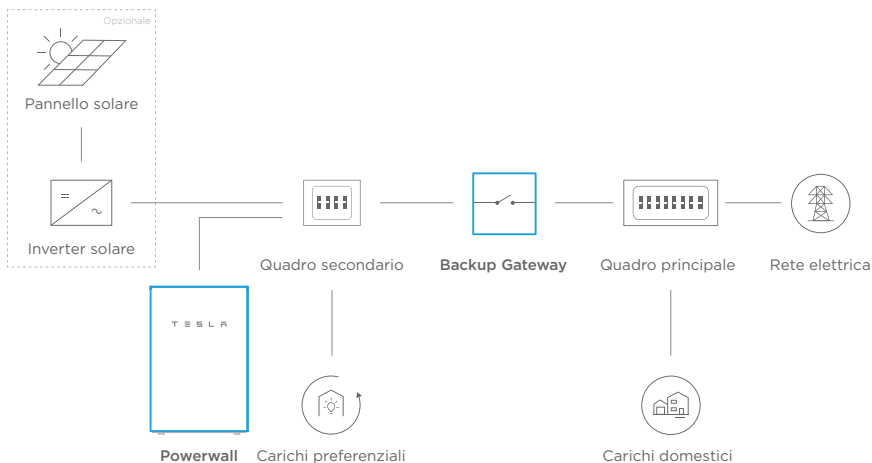 Opzionale
Pannello solare
Inverter solare
Quadro secondario
Backup Gateway
Quadro principale
Rete elettrica
TESLA
Powerwall
Carichi preferenziali
Carichi domestici